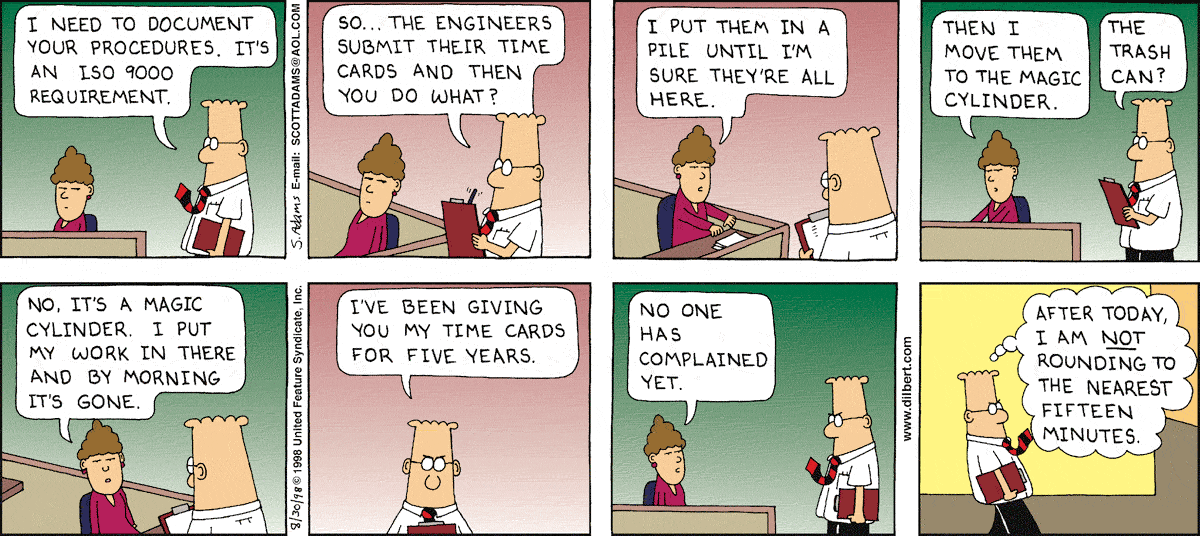 I NEED TO DOCUMENT
YOUR PROCEDURES. IT'S
AN ISO 9000
REQUIREMENT.
S. Adams E-mail: SCOTTADAMS@AOL.COM
SO... THE ENGINEERS
SUBMIT THEIR TIME
CARDS AND THEN
YOU DO WHAT?
I PUT THEM IN A
PILE UNTIL I'M
SURE THEY'RE ALL
HERE.
THEN I
MOVE THEM
TO THE MAGIC
CYLINDER.
THE
TRASH
CAN?
NO, IT'S A MAGIC
CYLINDER. I PUT
MY WORK IN THERE
AND BY MORNING
IT'S GONE.
8/30/98 © 1998 United Feature Syndicate, Inc.
I'VE BEEN GIVING
YOU MY TIME CARDS
FOR FIVE YEARS.
NO ONE
HAS
COMPLAINED
YET.
www.dilbert.com
AFTER TODAY,
I AM NOT
ROUNDING TO
THE NEAREST
FIFTEEN
MINUTES.